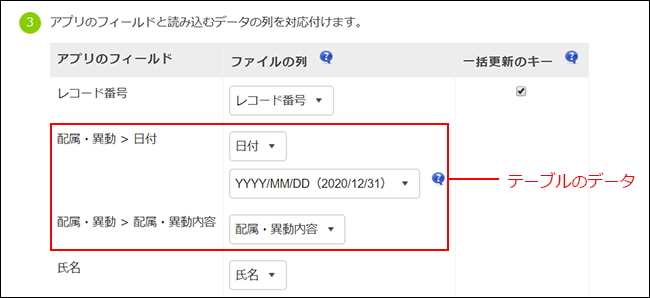 3 アプリのフィールドと読み込むデータの列を対応付けます。
アプリのフィールド ファイルの列 ? 一括更新のキー ?
レコード番号 レコード番号
配属・異動 > 日付 日付
YYYY/MM/DD（2020/12/31） ? テーブルのデータ
配属・異動 > 配属・異動内容 配属・異動内容
氏名 氏名